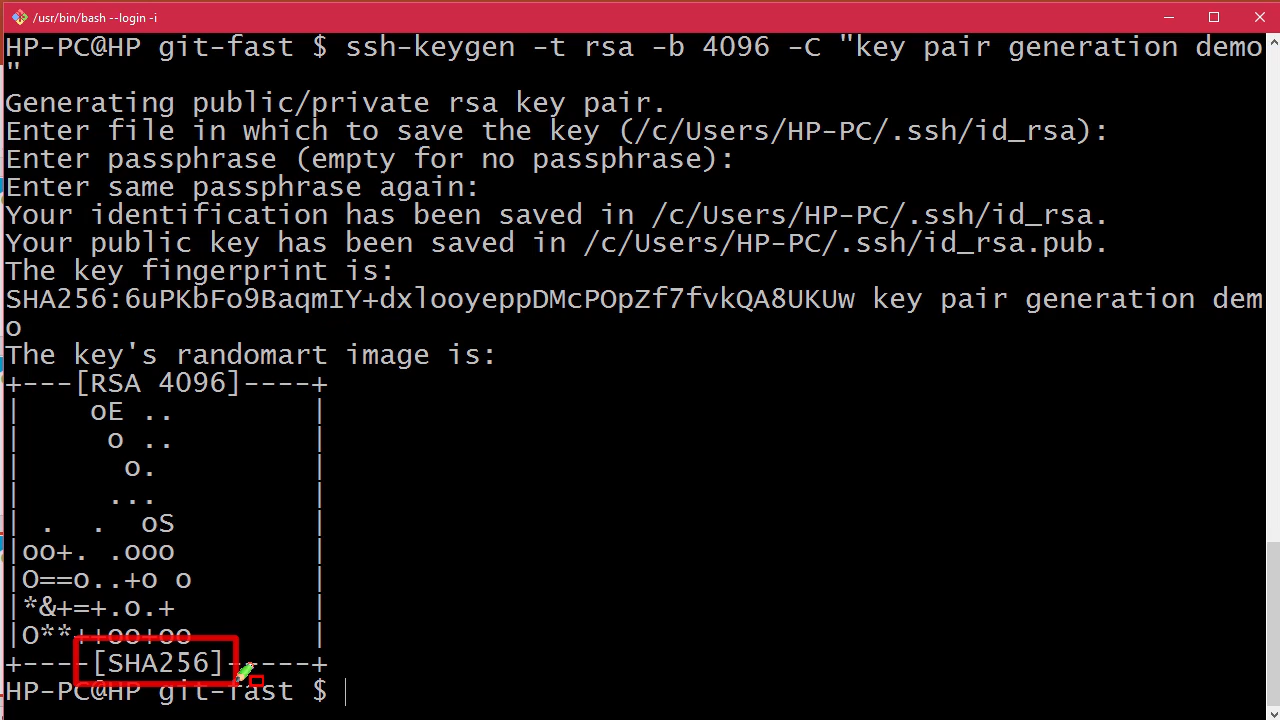 /usr/bin/bash --login -i
HP-PC@HP git-fast $ ssh-keygen -t rsa -b 4096 -C "key pair generation demo
"
Generating public/private rsa key pair.
Enter file in which to save the key (/c/Users/HP-PC/.ssh/id_rsa):
Enter passphrase (empty for no passphrase):
Enter same passphrase again:
Your identification has been saved in /c/Users/HP-PC/.ssh/id_rsa.
Your public key has been saved in /c/Users/HP-PC/.ssh/id_rsa.pub.
The key fingerprint is:
SHA256:6uPKbFo9BaqmIY+dxlooyeppDMcPOpZf7fvkQA8UKUw key pair generation dem
o
The key's randomart image is:
+---[RSA 4096]----+
|    oE ..        |
|     o ..        |
|      o.         |
|     ...         |
| .  .  oS        |
|oo+. .ooo        |
|O==o..+o o       |
|*&+=+.o.+        |
|O**++oo+oo       |
+----[SHA256]-----+
HP-PC@HP git-fast $